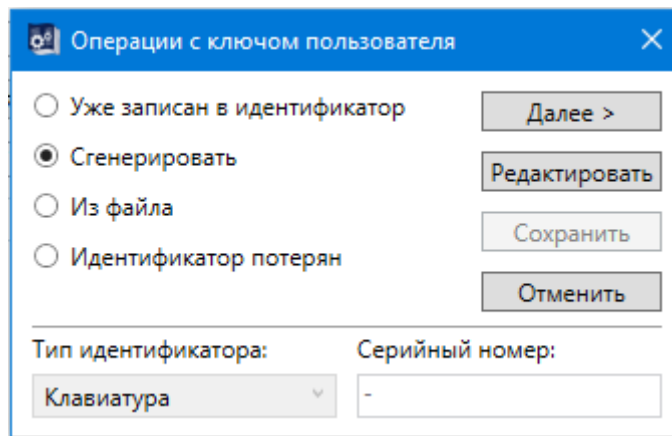 Операции с ключом пользователя
Уже записан в идентификатор
Далее >
Сгенерировать
Редактировать
Из файла
Сохранить
Идентификатор потерян
Отменить
Тип идентификатора:
Серийный номер:
Клавиатура
-